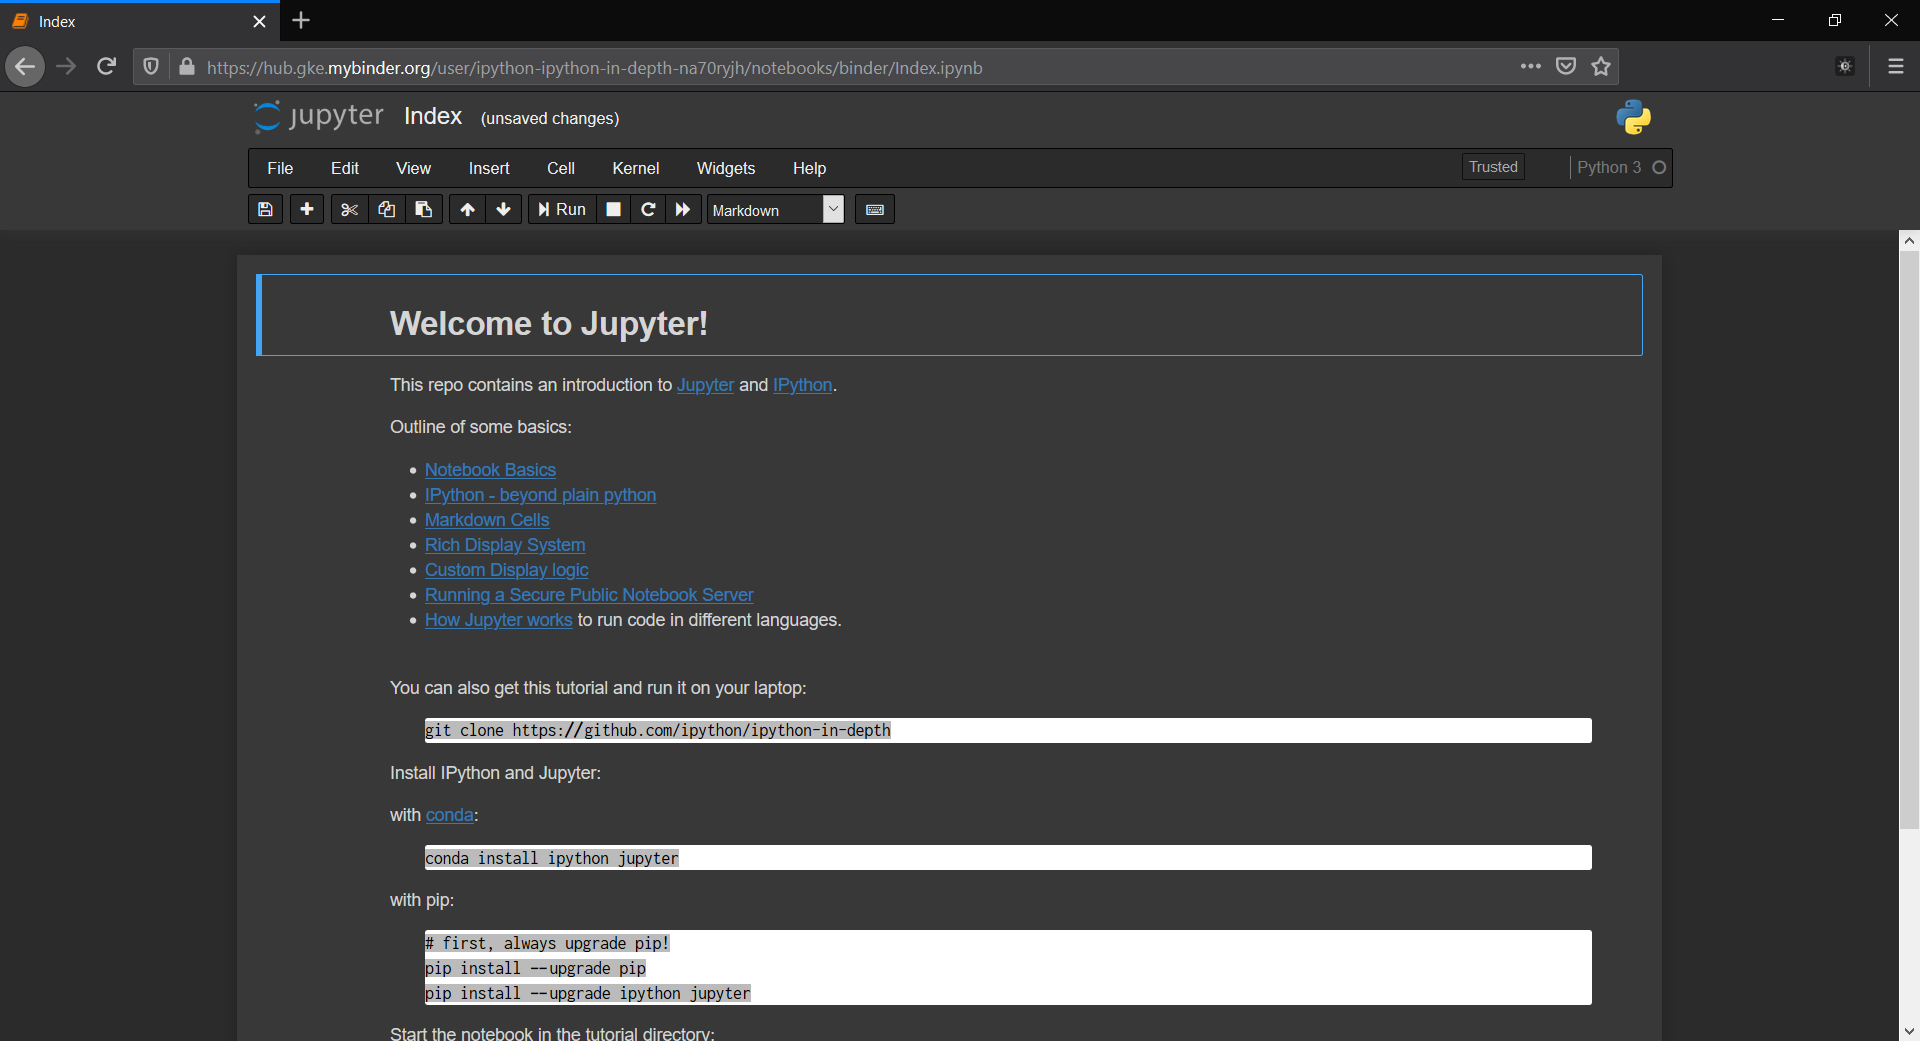 Index
https://hub.gke.mybinder.org/user/ipython-ipython-in-depth-na70ryjh/notebooks/binder/Index.ipynb
jupyter Index (unsaved changes)
File Edit View Insert Cell Kernel Widgets Help Trusted Python 3
Run Markdown
Welcome to Jupyter!
This repo contains an introduction to Jupyter and IPython.
Outline of some basics:
Notebook Basics
IPython - beyond plain python
Markdown Cells
Rich Display System
Custom Display logic
Running a Secure Public Notebook Server
How Jupyter works to run code in different languages.
You can also get this tutorial and run it on your laptop:
git clone https://github.com/ipython/ipython-in-depth
Install IPython and Jupyter:
with conda:
conda install ipython jupyter
with pip:
# first, always upgrade pip!
pip install --upgrade pip
pip install --upgrade ipython jupyter
Start the notebook in the tutorial directory: